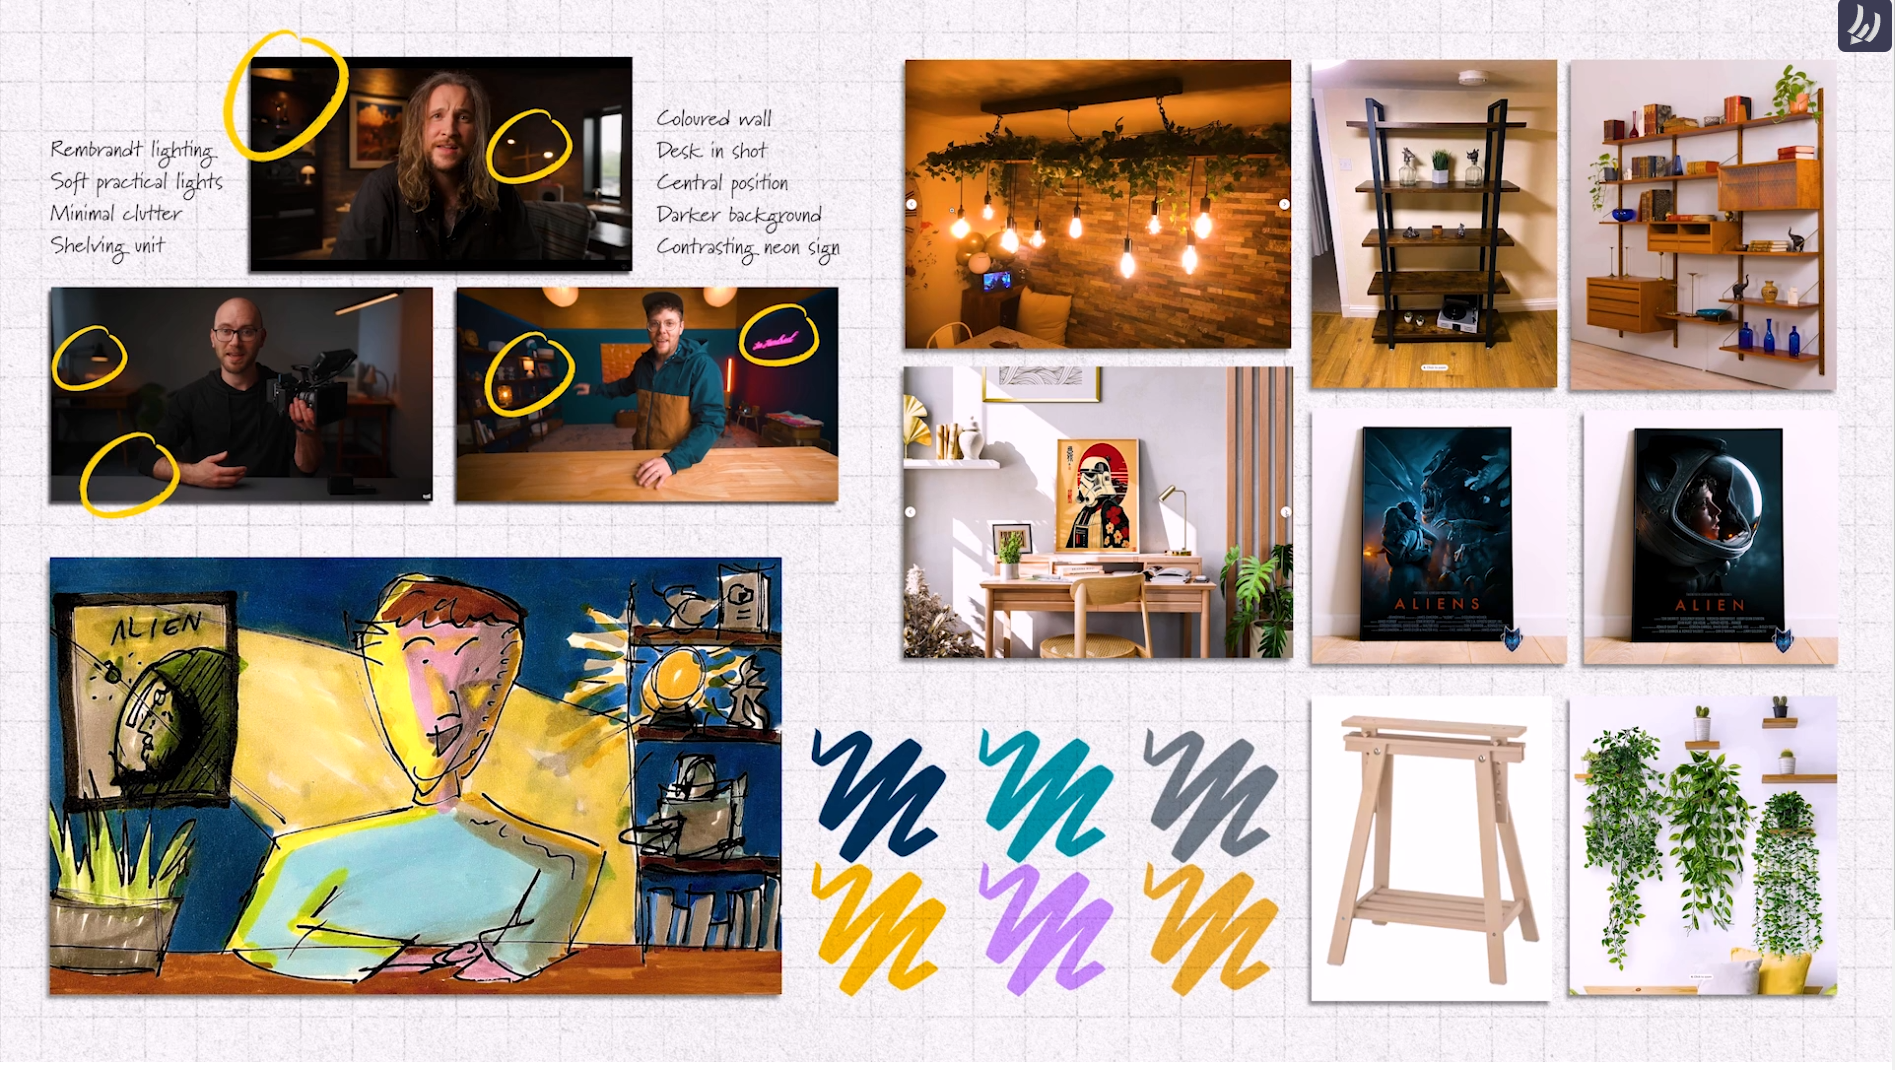 Rembrandt lighting
Soft practical lights
Minimal clutter
Shelving unit
Coloured wall
Desk in shot
Central position
Darker background
Contrasting neon sign
ALIEN
ALIENS
ALIEN